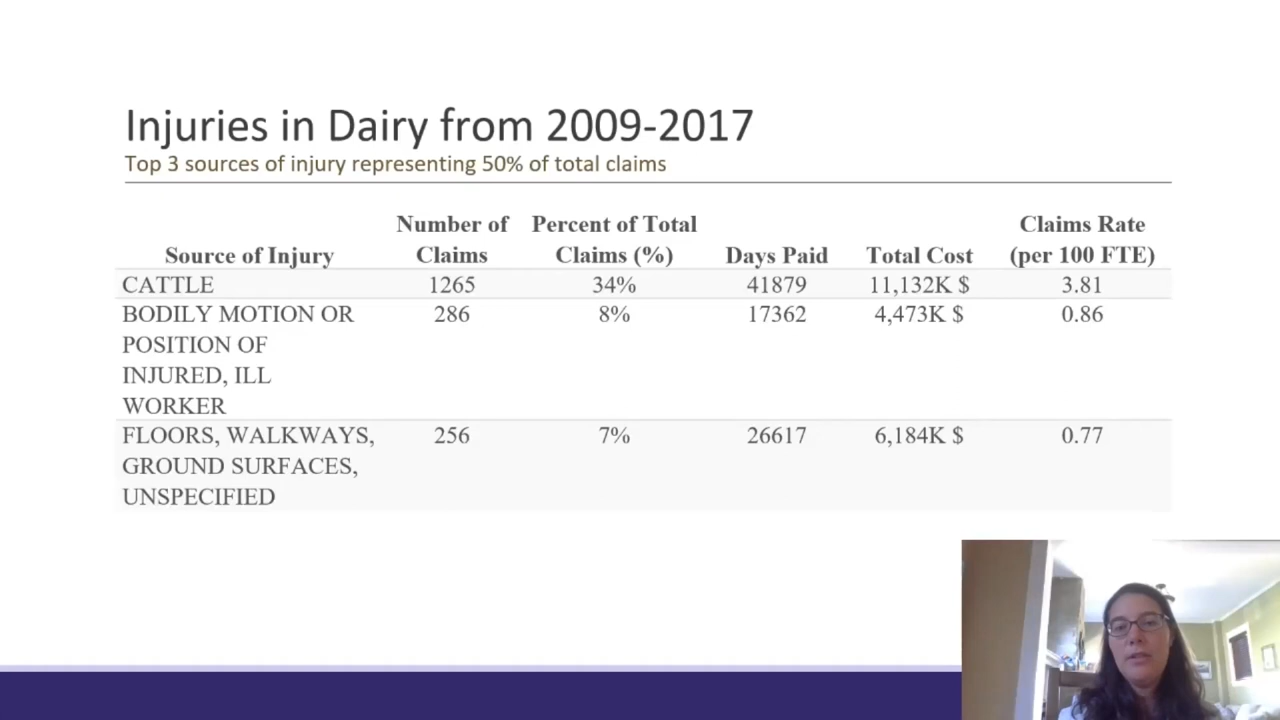 Injuries in Dairy from 2009-2017
Top 3 sources of injury representing 50% of total claims
Number of Percent of Total Claims Rate
Source of Injury Claims Claims (%) Days Paid Total Cost (per 100 FTE)
CATTLE 1265 34% 41879 11,132K $ 3.81
BODILY MOTION OR 286 8% 17362 4,473K $ 0.86
POSITION OF
INJURED, ILL
WORKER
FLOORS, WALKWAYS, 256 7% 26617 6,184K $ 0.77
GROUND SURFACES,
UNSPECIFIED